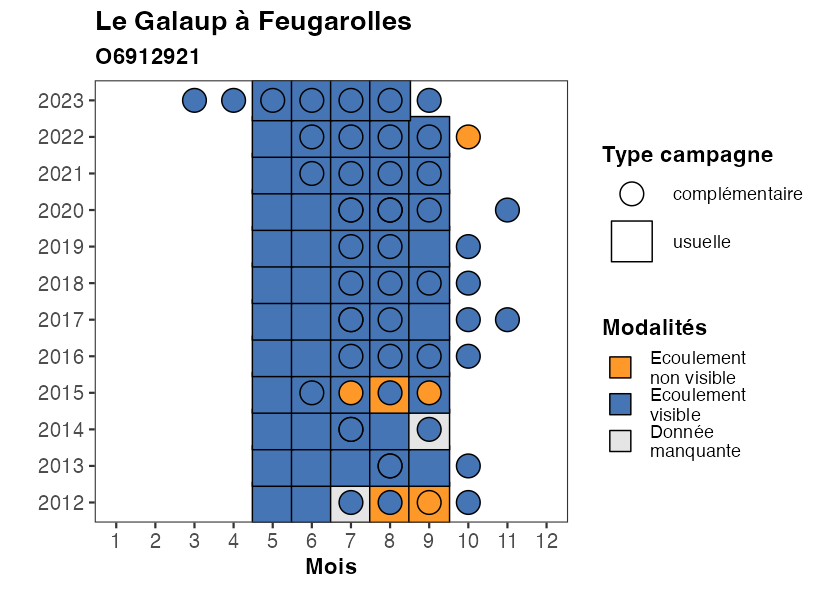 Le Galaup à Feugarolles
O6912921
2023
2022
2021
2020
2019
2018
2017
2016
2015
2014
2013
2012
1 2 3 4 5 6 7 8 9 10 11 12
Mois
Type campagne
complémentaire
usuelle
Modalités
Ecoulement
non visible
Ecoulement
visible
Donnée
manquante